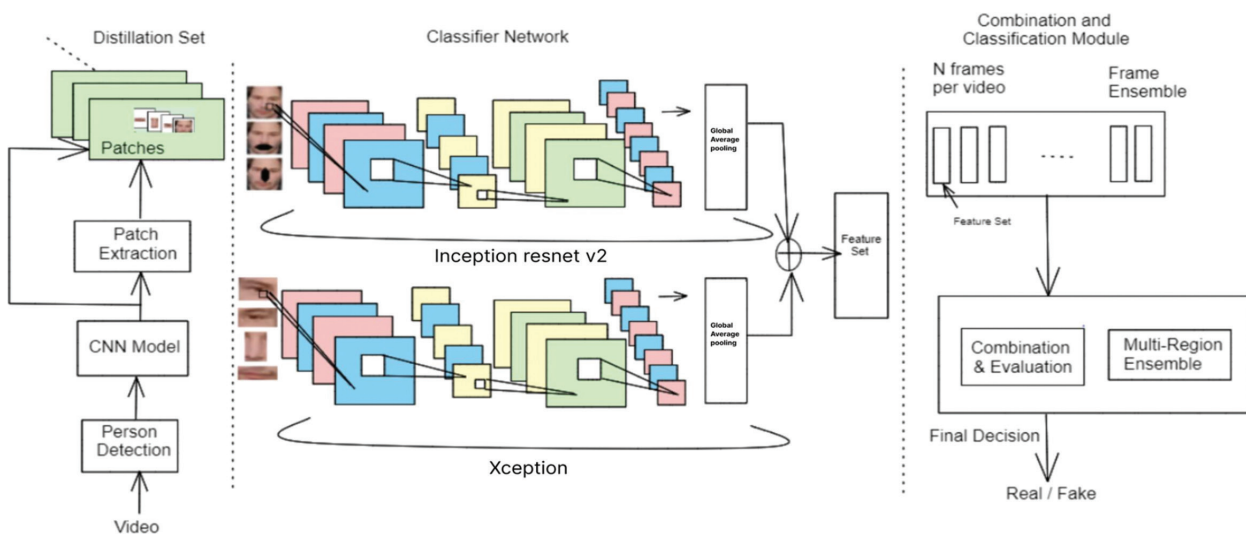 Distillation Set
Patches
Patch
Extraction
CNN Model
Person
Detection
Video
Classifier Network
Global
Average
pooling
Inception resnet v2
Global
Average
pooling
Xception
Feature
Set
Combination and
Classification Module
N frames
per video
Frame
Ensemble
....
Feature Set
Combination
& Evaluation
Multi-Region
Ensemble
Final Decision
Real / Fake